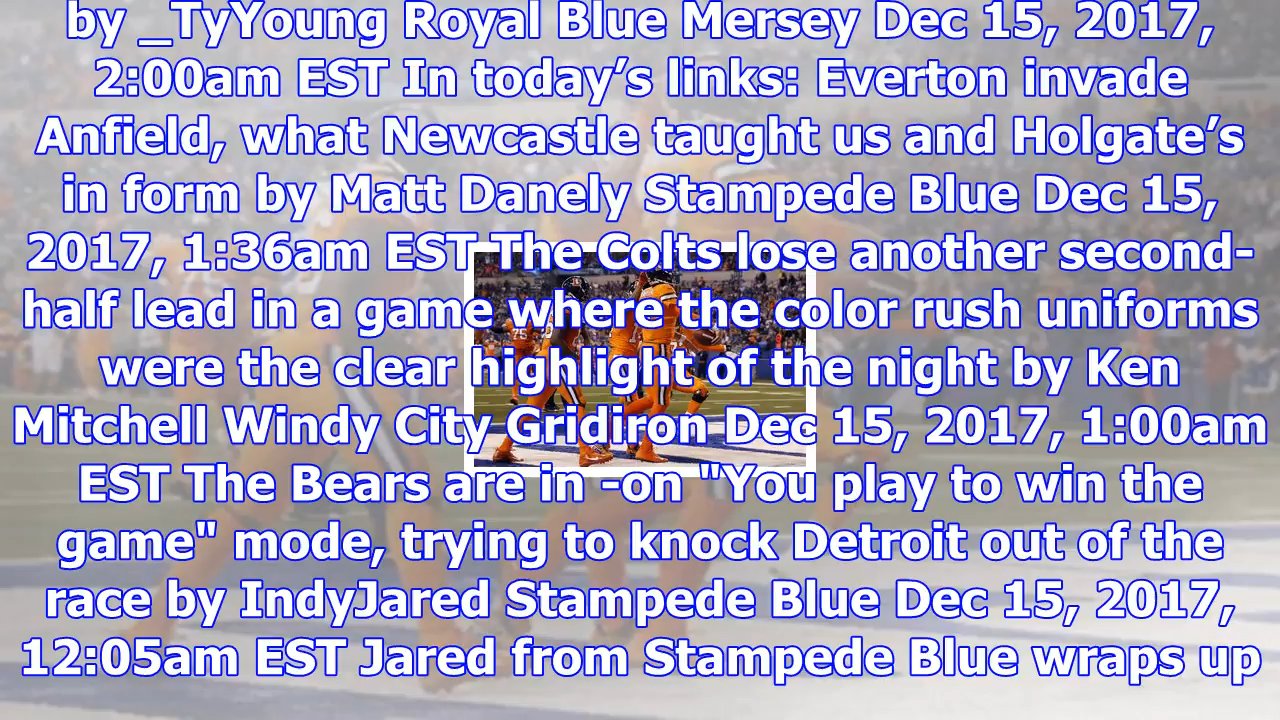 by _TyYoung Royal Blue Mersey Dec 15, 2017,
2:00am EST In today’s links: Everton invade
Anfield, what Newcastle taught us and Holgate’s
in form by Matt Danely Stampede Blue Dec 15,
2017, 1:36am EST The Colts lose another second-
half lead in a game where the color rush uniforms
were the clear highlight of the night by Ken
Mitchell Windy City Gridiron Dec 15, 2017, 1:00am
EST The Bears are in -on "You play to win the
game" mode, trying to knock Detroit out of the
race by IndyJared Stampede Blue Dec 15, 2017,
12:05am EST Jared from Stampede Blue wraps up
75